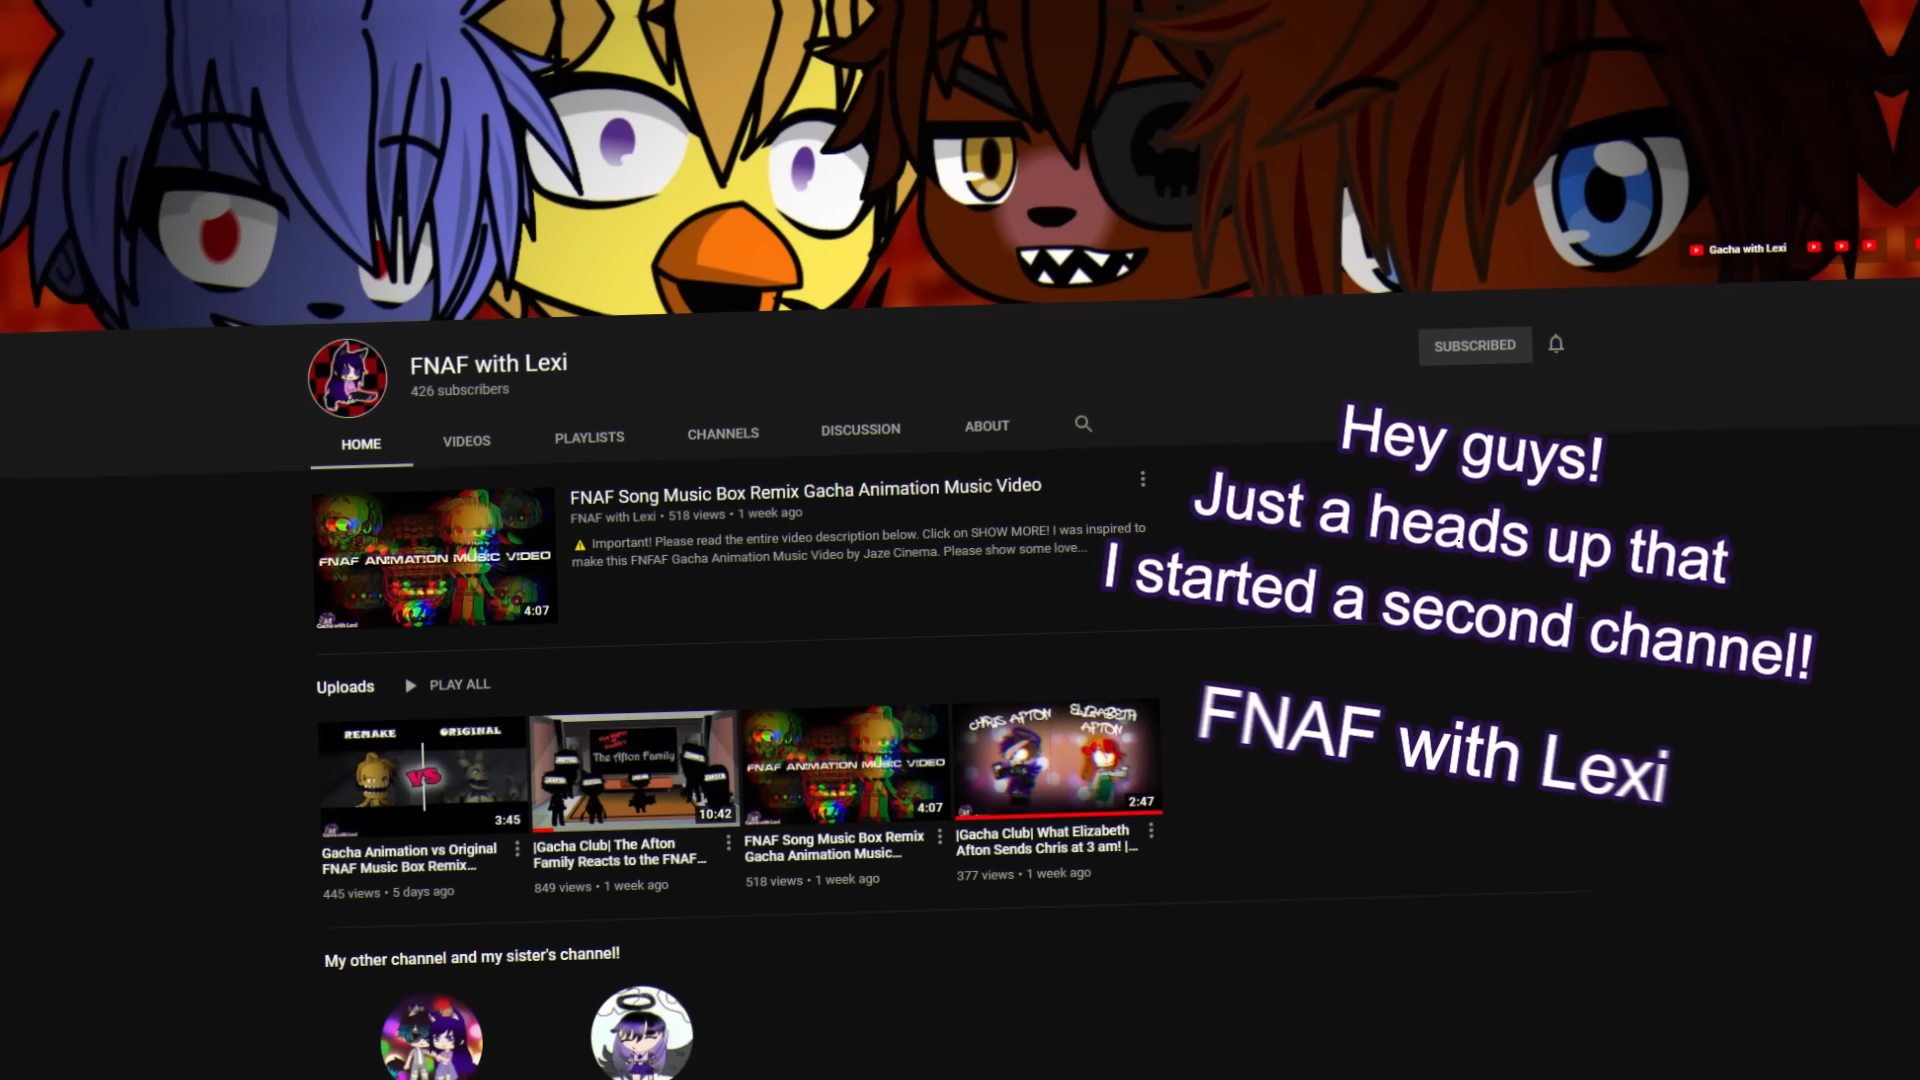 Gacha with Lexi
FNAF with Lexi
426 subscribers
SUBSCRIBED
HOME
VIDEOS
PLAYLISTS
CHANNELS
DISCUSSION
ABOUT
FNAF Song Music Box Remix Gacha Animation Music Video
FNAF with Lexi • 518 views • 1 week ago
⚠ Important! Please read the entire video description below. Click on SHOW MORE! I was inspired to
make this FNFAF Gacha Animation Music Video by Jaze Cinema. Please show some love...
FNAF ANIMATION MUSIC VIDEO
4:07
Gacha with Lexi
Hey guys!
Just a heads up that
I started a second channel!
FNAF with Lexi
Uploads
PLAY ALL
REMAKE
ORIGINAL
VS
3:45
The Afton Family
10:42
FNAF ANIMATION MUSIC VIDEO
4:07
CHRIS AFTON
ELIZABETH
AFTON
2:47
Gacha Animation vs Original
FNAF Music Box Remix...
445 views • 5 days ago
|Gacha Club| The Afton
Family Reacts to the FNAF...
849 views • 1 week ago
FNAF Song Music Box Remix
Gacha Animation Music...
518 views • 1 week ago
|Gacha Club| What Elizabeth
Afton Sends Chris at 3 am! |...
377 views • 1 week ago
My other channel and my sister's channel!